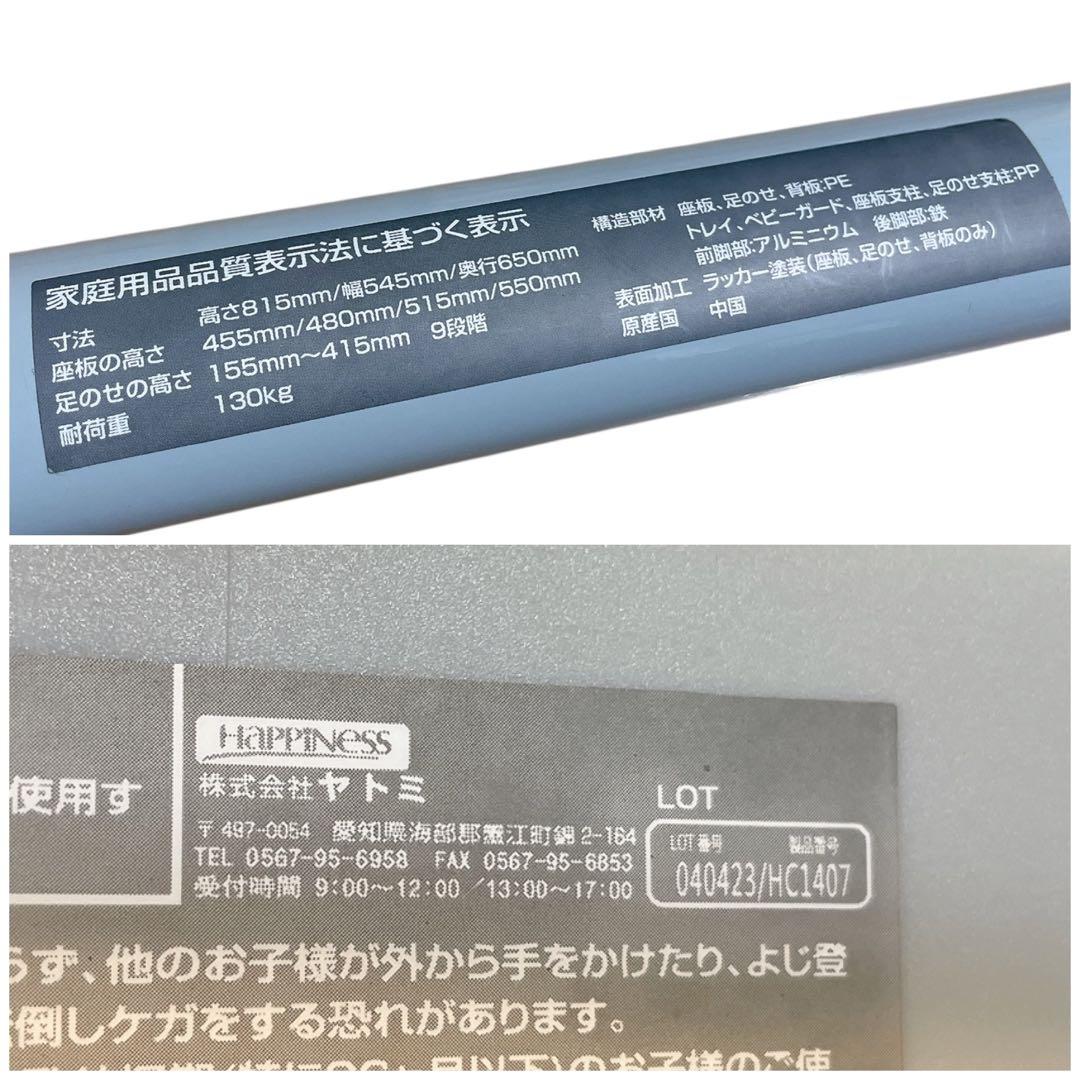 家庭用品品質表示法に基づく表示
寸法 高さ815mm/幅545mm/奥行650mm
座板の高さ 455mm/480mm/515mm/550mm
足のせの高さ 155mm〜415mm 9段階
耐荷重 130kg
構造部材 座板、足のせ、背板:PE
トレイ、ベビーガード、座板支柱、足のせ支柱:PP
前脚部:アルミニウム 後脚部:鉄
表面加工 ラッカー塗装(座板、足のせ、背板のみ)
原産国 中国
使用す
HaPPINess
株式会社ヤトミ
〒497-0054 愛知県海部郡蟹江町錦2-164
TEL 0567-95-6958 FAX 0567-95-6853
受付時間 9:00〜12:00/13:00〜17:00
LOT
LOT番号 製品番号
040423/HC1407
らず、他のお子様が外から手をかけたり、よじ登
倒しケガをする恐れがあります。
月以下)のお子様のご使